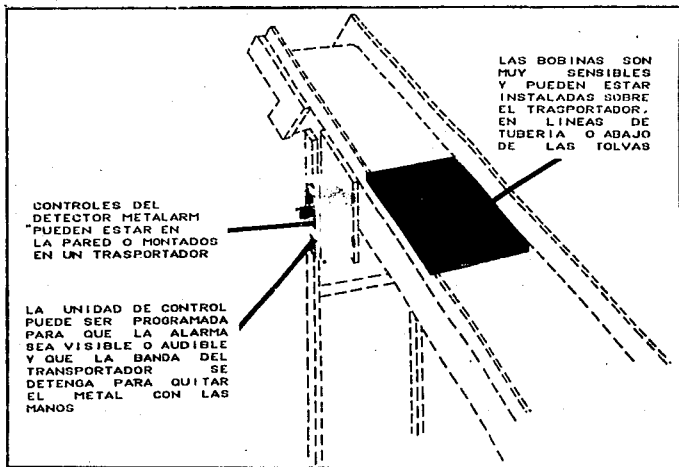 LAS BOBINAS SON
MUY SENSIBLES
Y PUEDEN ESTAR
INSTALADAS SOBRE
EL TRASPORTADOR,
EN LINEAS DE
TUBERIA O ABAJO
DE LAS TOLVAS
CONTROLES DEL
DETECTOR METALARM
"PUEDEN ESTAR EN
LA PARED O MONTADOS
EN UN TRASPORTADOR
LA UNIDAD DE CONTROL
PUEDE SER PROGRAMADA
PARA QUE LA ALARMA
SEA VISIBLE O AUDIBLE
Y QUE LA BANDA DEL
TRANSPORTADOR SE
DETENGA PARA QUITAR
EL METAL CON LAS
MANOS